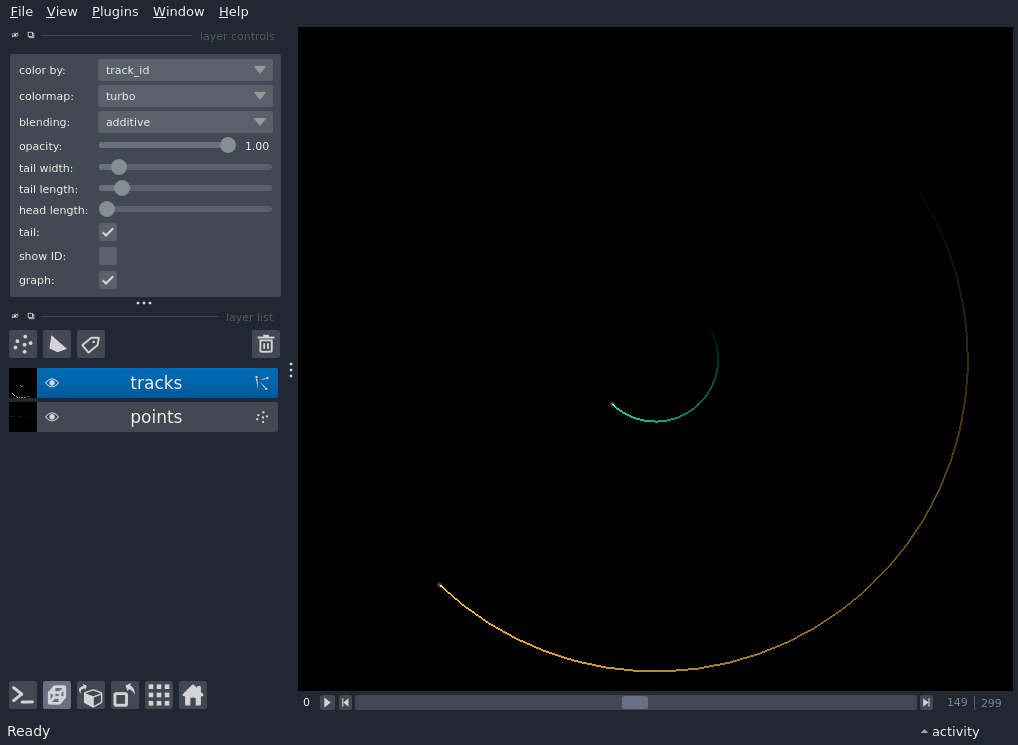 File View Plugins Window Help
layer controls
color by: track_id
colormap: turbo
blending: additive
opacity: 1.00
tail width:
tail length:
head length:
tail:
show ID:
graph:
layer list
tracks
points
0 149 299
Ready activity